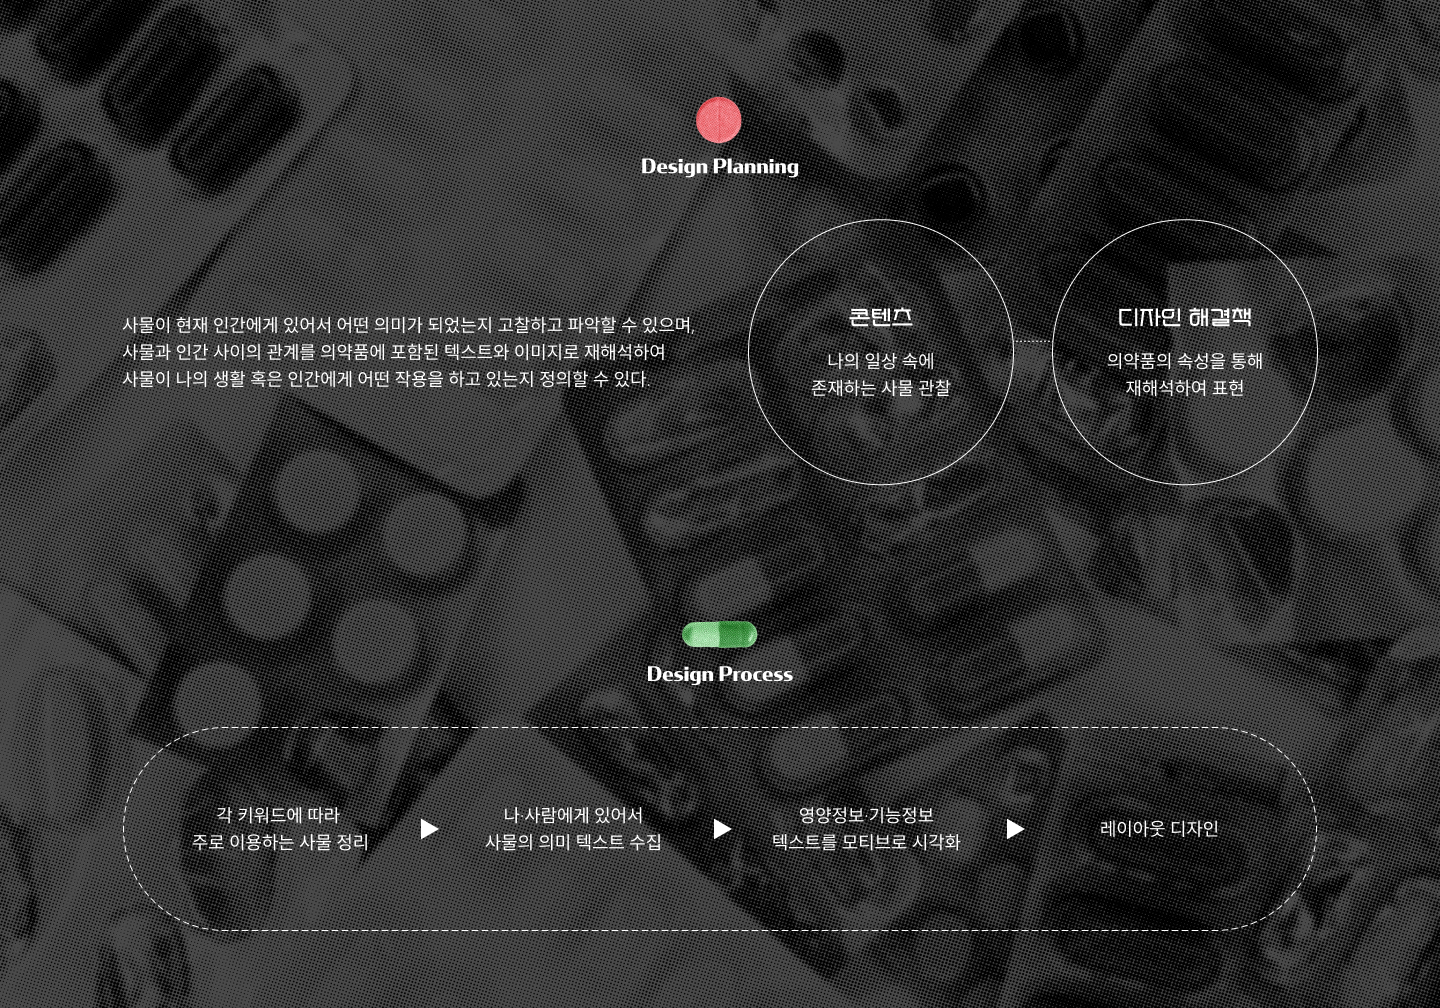 Design Planning
사물이 현재 인간에게 있어서 어떤 의미가 되었는지 고찰하고 파악할 수 있으며,
사물과 인간 사이의 관계를 의약품에 포함된 텍스트와 이미지로 재해석하여
사물이 나의 생활 혹은 인간에게 어떤 작용을 하고 있는지 정의할 수 있다.
콘텐츠
나의 일상 속에
존재하는 사물 관찰
디자인 해결책
의약품의 속성을 통해
재해석하여 표현
Design Process
각 키워드에 따라
주로 이용하는 사물 정리
나·사람에게 있어서
사물의 의미 텍스트 수집
영양정보·기능정보
텍스트를 모티브로 시각화
레이아웃 디자인